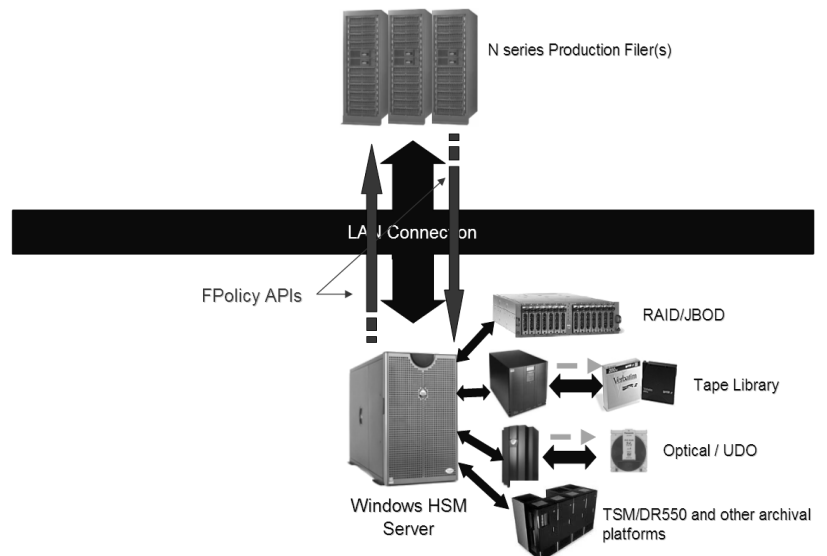 N series Production Filer(s)
LAN Connection
FPolicy APIs
RAID/JBOD
Verbatim
Tape Library
Optical / UDO
Windows HSM
Server
TSM/DR550 and other archival
platforms